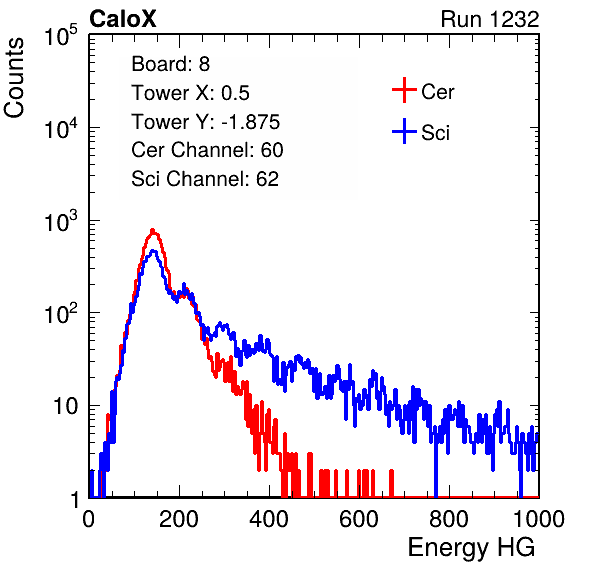 CaloX Run 1232
Counts
Board: 8
Tower X: 0.5
Tower Y: -1.875
Cer Channel: 60
Sci Channel: 62
Cer
Sci
10^5
10^4
10^3
10^2
10
1
0 200 400 600 800 1000
Energy HG